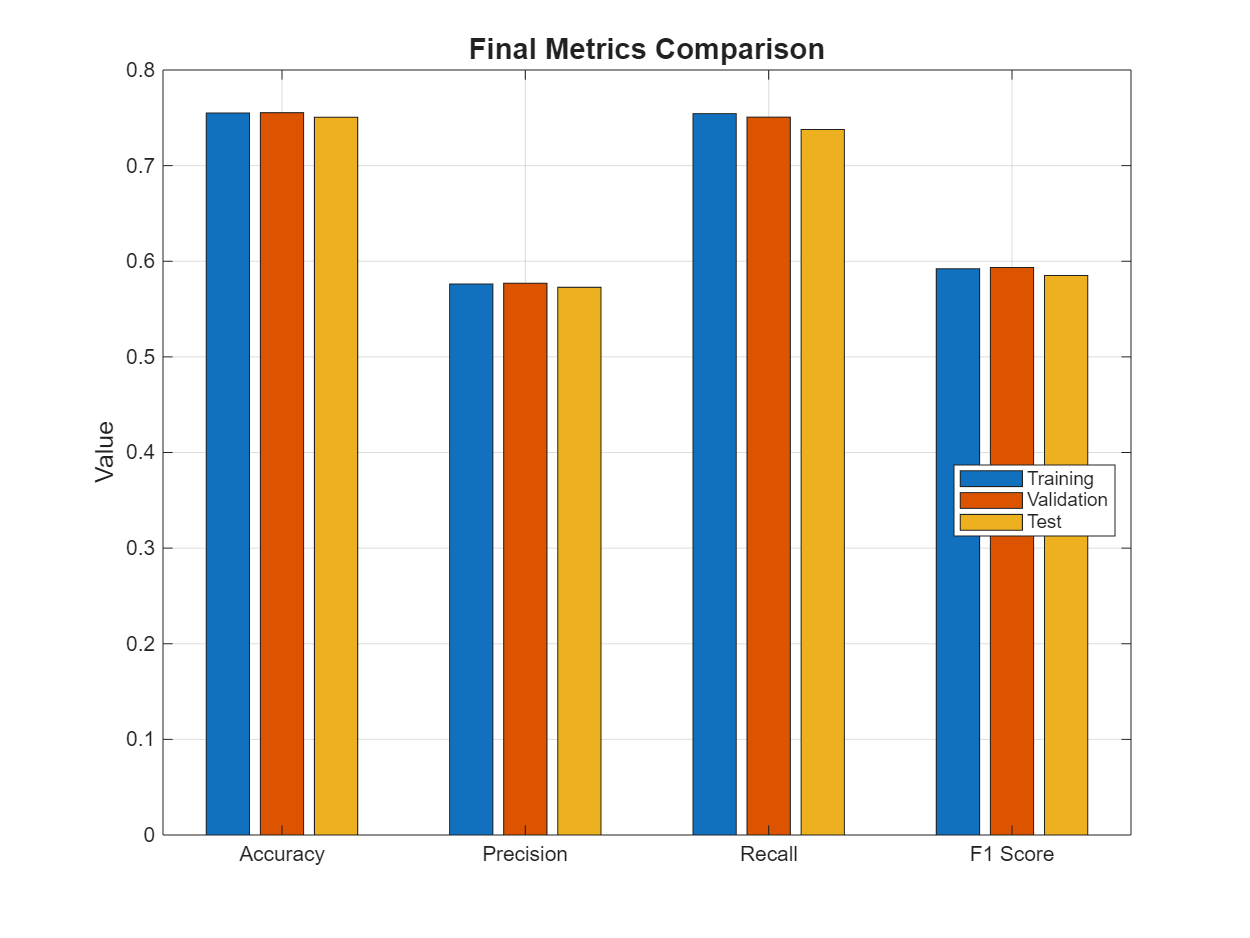 Final Metrics Comparison
0.8
0.7
0.6
0.5
0.4
0.3
0.2
0.1
0
Value
Accuracy
Precision
Recall
F1 Score
Training
Validation
Test